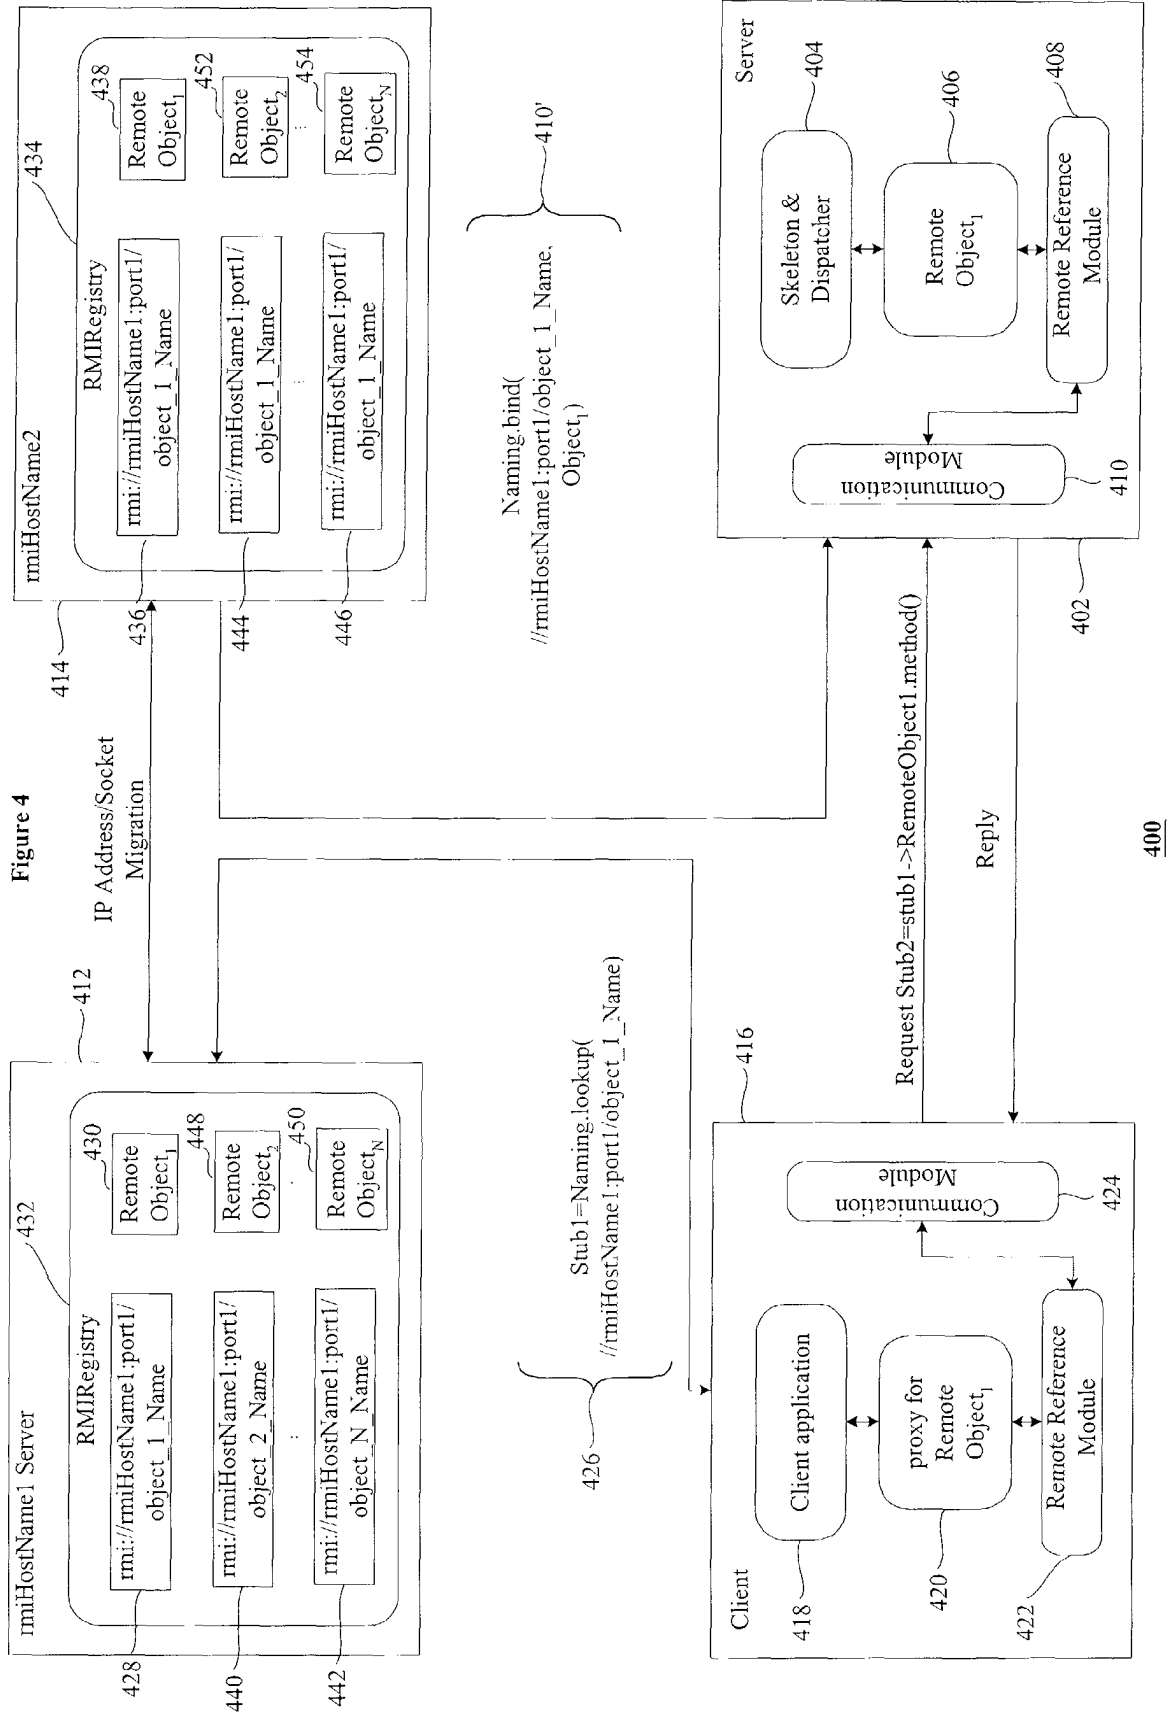 Figure 4
rmiHostName1 Server
412
432
RMIRegistry
rmi://rmiHostName1:port1/
object_1_Name
428
Remote
Object1
430
rmi://rmiHostName1:port1/
object_2_Name
440
Remote
Object2
448
⋮
rmi://rmiHostName1:port1/
object_N_Name
442
Remote
ObjectN
450
IP Address/Socket
Migration
rmiHostName2
414
434
RMIRegistry
rmi://rmiHostName1:port1/
object_1_Name
436
Remote
Object1
438
rmi://rmiHostName1:port1/
object_1_Name
444
Remote
Object2
452
⋮
⋮
rmi://rmiHostName1:port1/
object_1_Name
446
Remote
ObjectN
454
Stub1=Naming.lookup(
//rmiHostName1:port1/object_1_Name)
426
Naming.bind(
//rmiHostName1:port1/object_1_Name,
Object1)
410'
Client
416
Client application
418
proxy for
Remote
Object1
420
Remote Reference
Module
422
Communication
Module
424
Request Stub2=stub1->RemoteObject1.method()
Reply
Server
402
Skeleton &
Dispatcher
404
Remote
Object1
406
Remote Reference
Module
408
Communication
Module
410
400